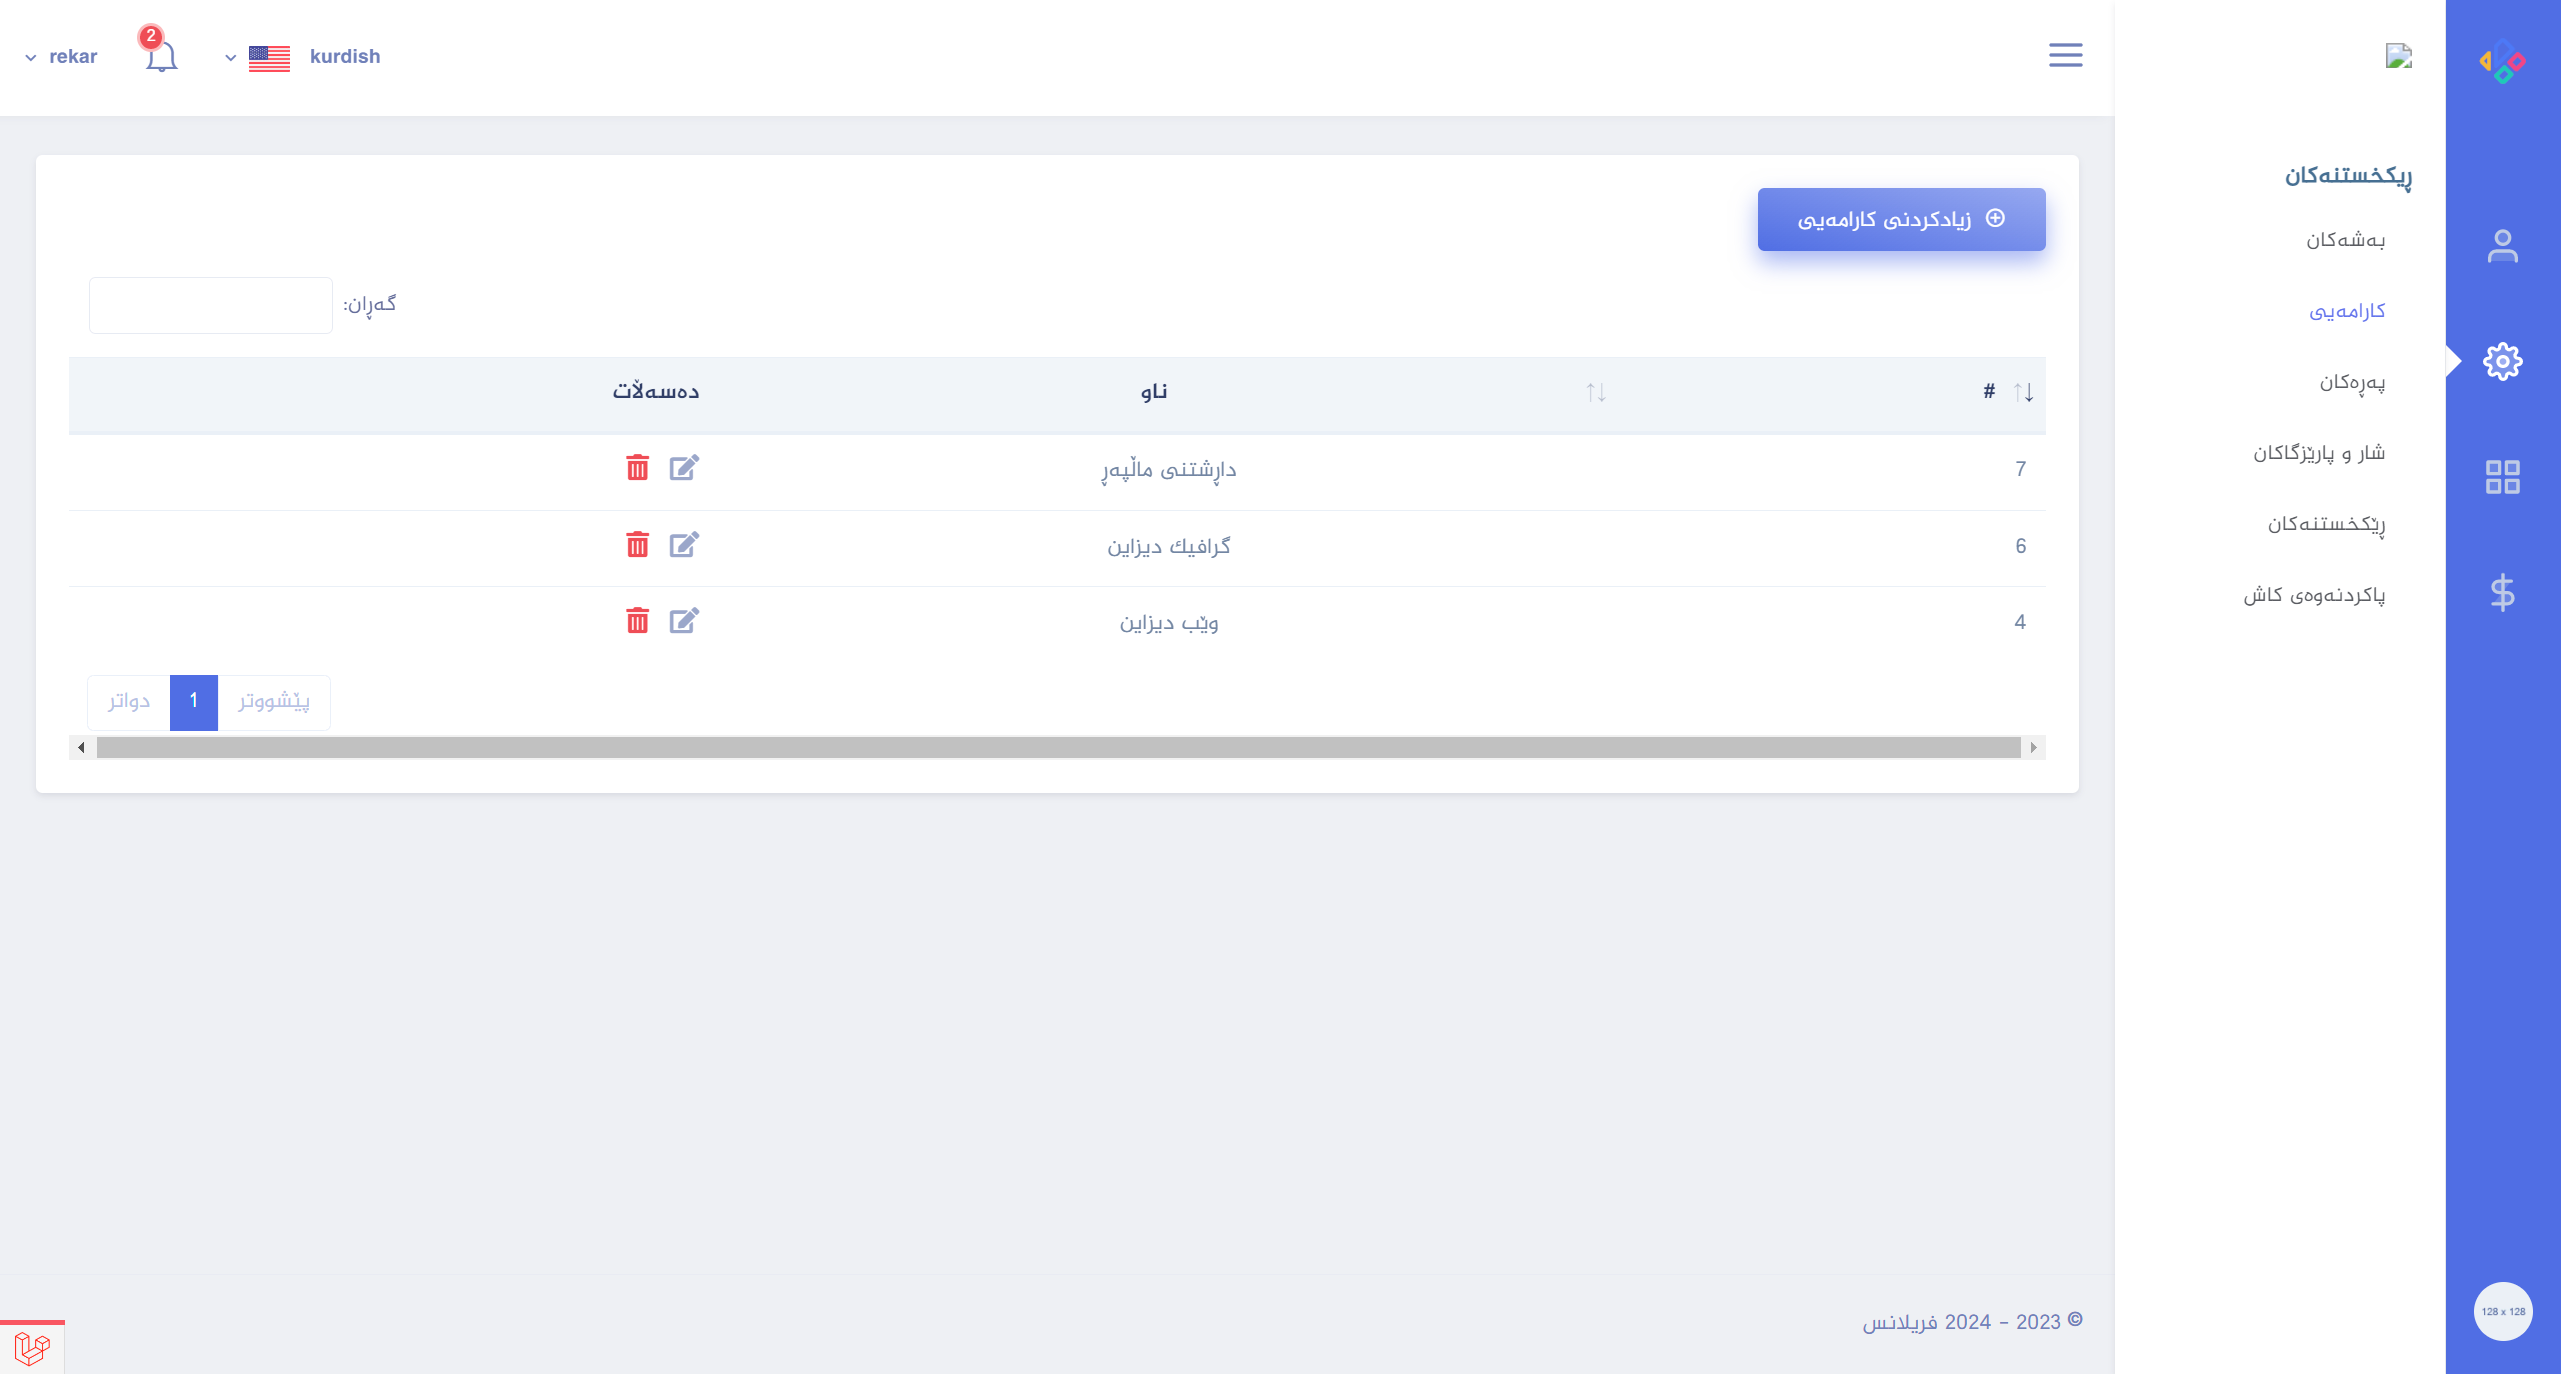 kurdish
2
rekar
ڕیکخستنەکان
بەشەکان
کارامەیی
پەڕەکان
شار و پارێزگاکان
ڕێکخستنەکان
پاکردنەوەی کاش
زیادکردنی کارامەیی
گەڕان:
# ناو دەسەڵات
7 داڕشتنی ماڵپەڕ
6 گرافیك دیزاین
4 وێب دیزاین
پێشووتر 1 دواتر
© 2023 - 2024 فریلانس
128 x 128